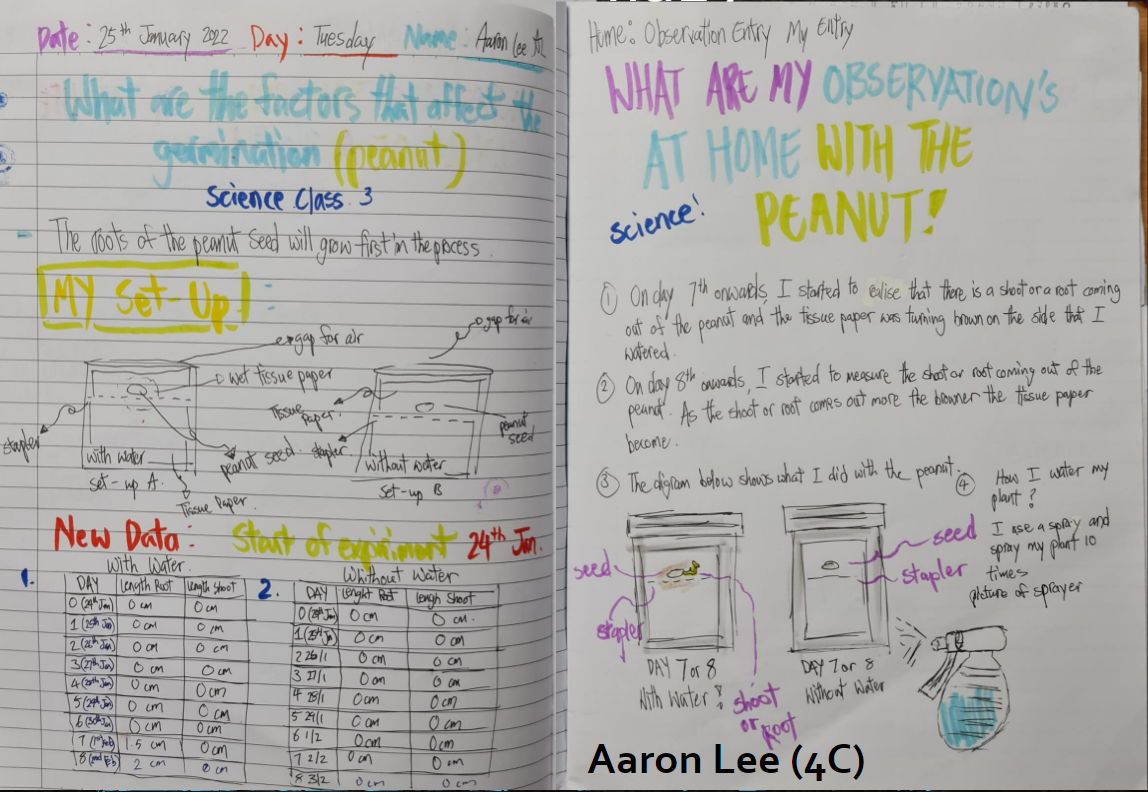 Date: 25th January 2022 Day: Tuesday Name: Aaron Lee
What are the factors that affect the
germination (peanut)
Science Class 3
The roots of the peanut seed will grow first in the process.
MY Set-Up :
gap for air
gap for air
wet tissue paper
Tissue paper.
stapler
peanut seed
stapler.
peanut seed
with water
without water
set-up A.
set-up B
Tissue Paper.
New Data: Start of expiriment 24th Jan.
1. With Water.
DAY Length Root Length Shoot
0 (24th Jan) 0 cm 0 cm
1 (25th Jan) 0 cm 0 cm
2 (26th Jan) 0 cm 0 cm
3 (27th Jan) 0 cm 0 cm
4 (28th Jan) 0 cm 0 cm
5 (29th Jan) 0 cm 0 cm
6 (30th Jan) 0 cm 0 cm
7 (1st Feb) 1.5 cm 0 cm
8 (2nd Feb) 2 cm 0 cm
2. Whithout Water
DAY Lenght Root Lengh Shoot
0 (24th Jan) 0 cm 0 cm.
1 (25th Jan) 0 cm 0 cm
2 26/1 0 cm 0 cm
3 27/1 0 cm 0 cm
4 28/1 0 cm 0 cm
5 29/1 0 cm 0 cm
6 1/2 0 cm 0 cm
7 2/2 0 cm 0 cm
8 3/2 0 cm 0 cm
Hume: Observation Entry My Entry
WHAT ARE MY OBSERVATION'S
AT HOME WITH THE
PEANUT!
science!
① On day 7th onwards, I started to realise that there is a shoot or a root coming
out of the peanut and the tissue paper was turning brown on the side that I
watered.
② On day 8th onwards, I started to measure the shoot or root coming out of the
peanut. As the shoot or root comes out more the browner the tissue paper
become.
③ The digram below shows what I did with the peanut.
④ How I water my
plant?
I use a spray and
spray my plant 10
times
picture of sprayer
seed
stapler
seed
stapler
DAY 7 or 8
With Water
DAY 7 or 8
Without Water
shoot
or
root
Aaron Lee (4C)